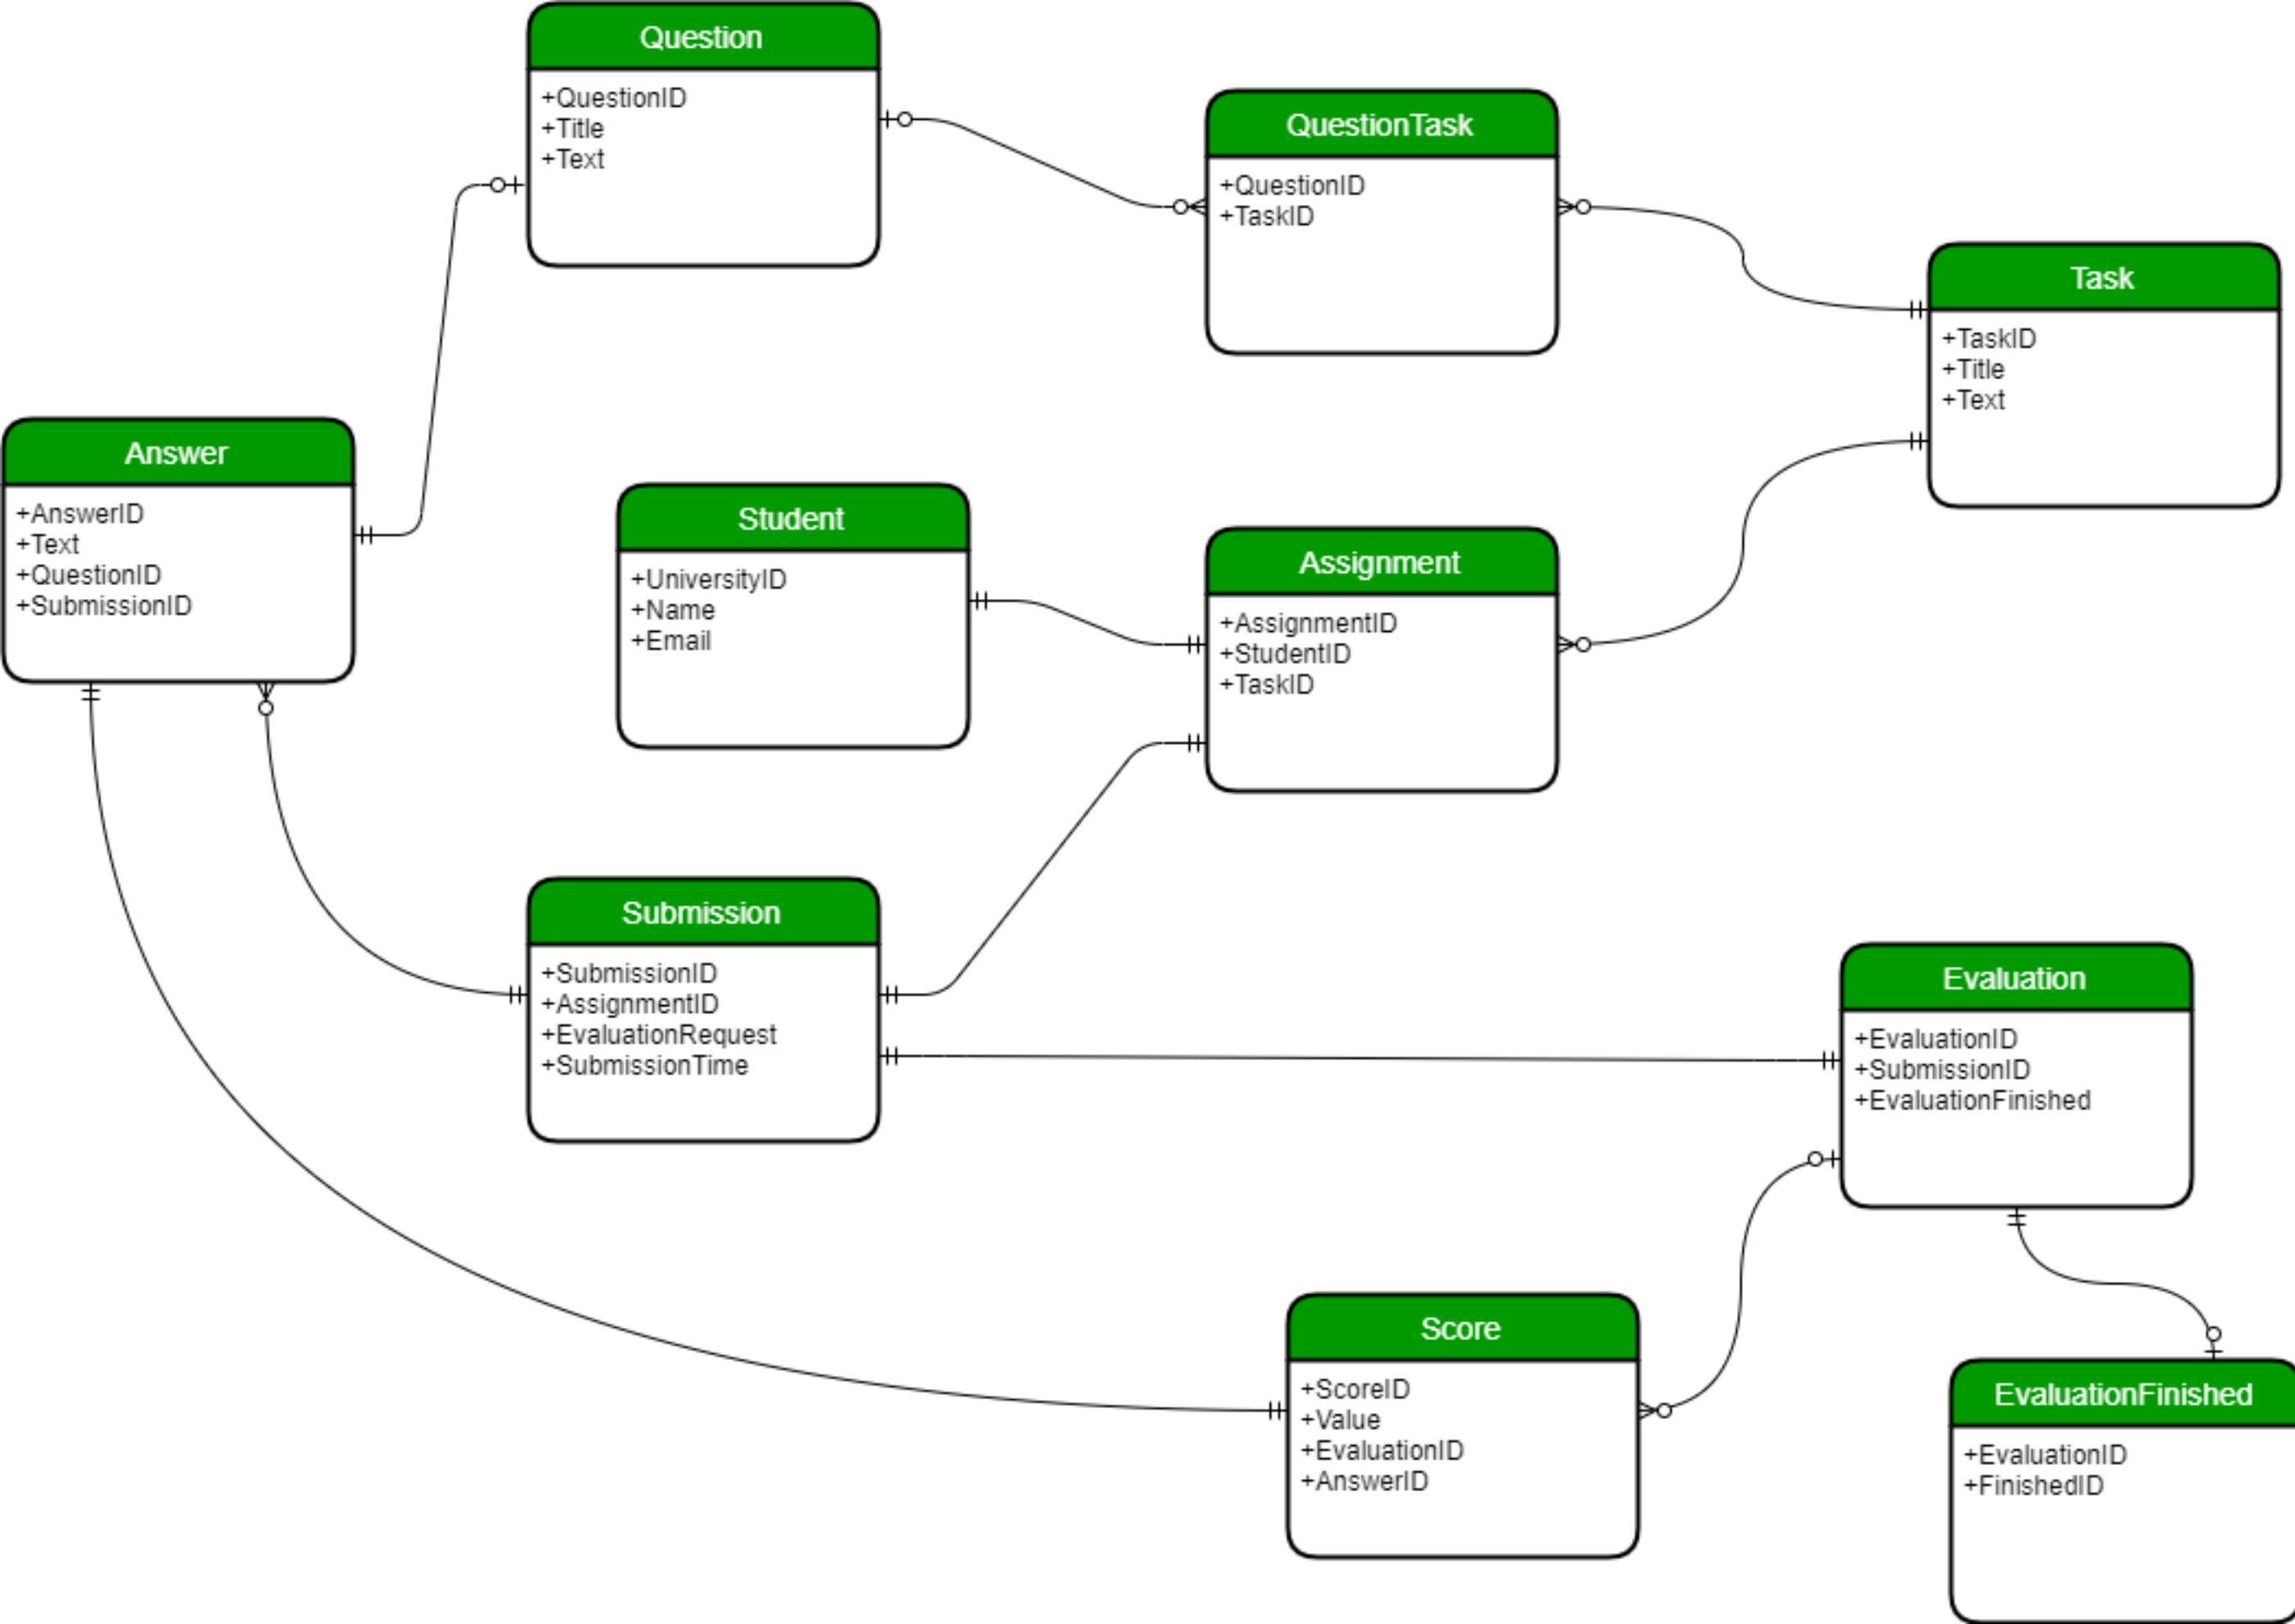 Question
+QuestionID
+Title
+Text
QuestionTask
+QuestionID
+TaskID
Task
+TaskID
+Title
+Text
Answer
+AnswerID
+Text
+QuestionID
+SubmissionID
Student
+UniversityID
+Name
+Email
Assignment
+AssignmentID
+StudentID
+TaskID
Submission
+SubmissionID
+AssignmentID
+EvaluationRequest
+SubmissionTime
Evaluation
+EvaluationID
+SubmissionID
+EvaluationFinished
Score
+ScoreID
+Value
+EvaluationID
+AnswerID
EvaluationFinished
+EvaluationID
+FinishedID